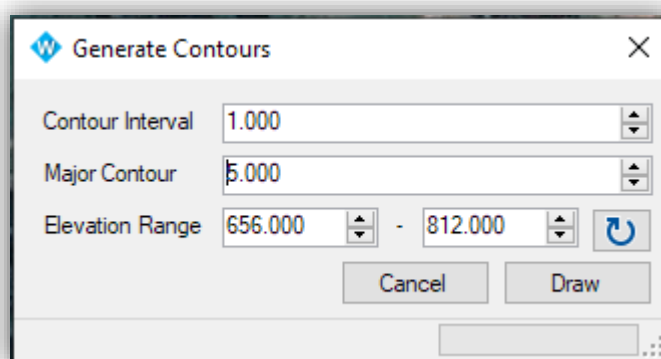 W Generate Contours
Contour Interval 1.000
Major Contour 5.000
Elevation Range 656.000 - 812.000
Cancel Draw